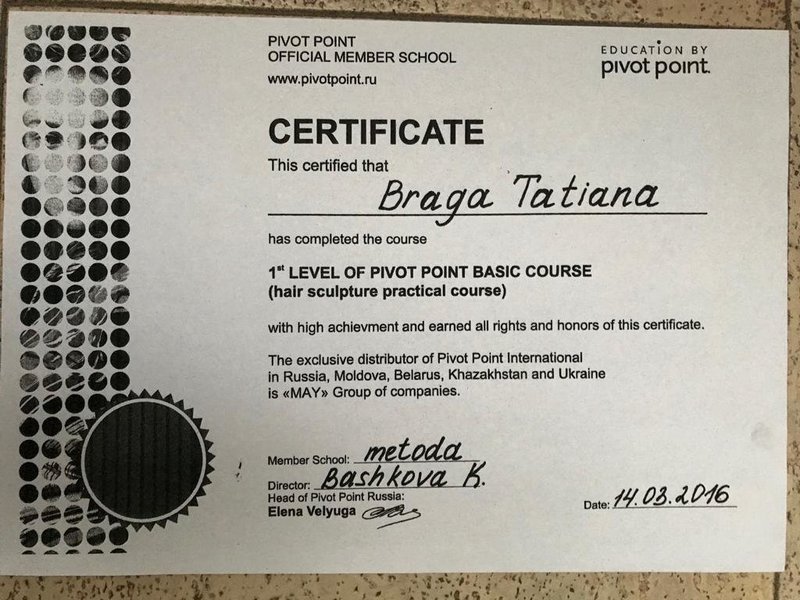 PIVOT POINT
OFFICIAL MEMBER SCHOOL
www.pivotpoint.ru
EDUCATION BY
pivot point.
CERTIFICATE
This certified that
Braga Tatiana
has completed the course
1st LEVEL OF PIVOT POINT BASIC COURSE
(hair sculpture practical course)
with high achievment and earned all rights and honors of this certificate.
The exclusive distributor of Pivot Point International
in Russia, Moldova, Belarus, Khazakhstan and Ukraine
is «MAY» Group of companies.
Member School: metoda
Director: Bashkova K.
Head of Pivot Point Russia:
Elena Velyuga
Date: 14.03.2016